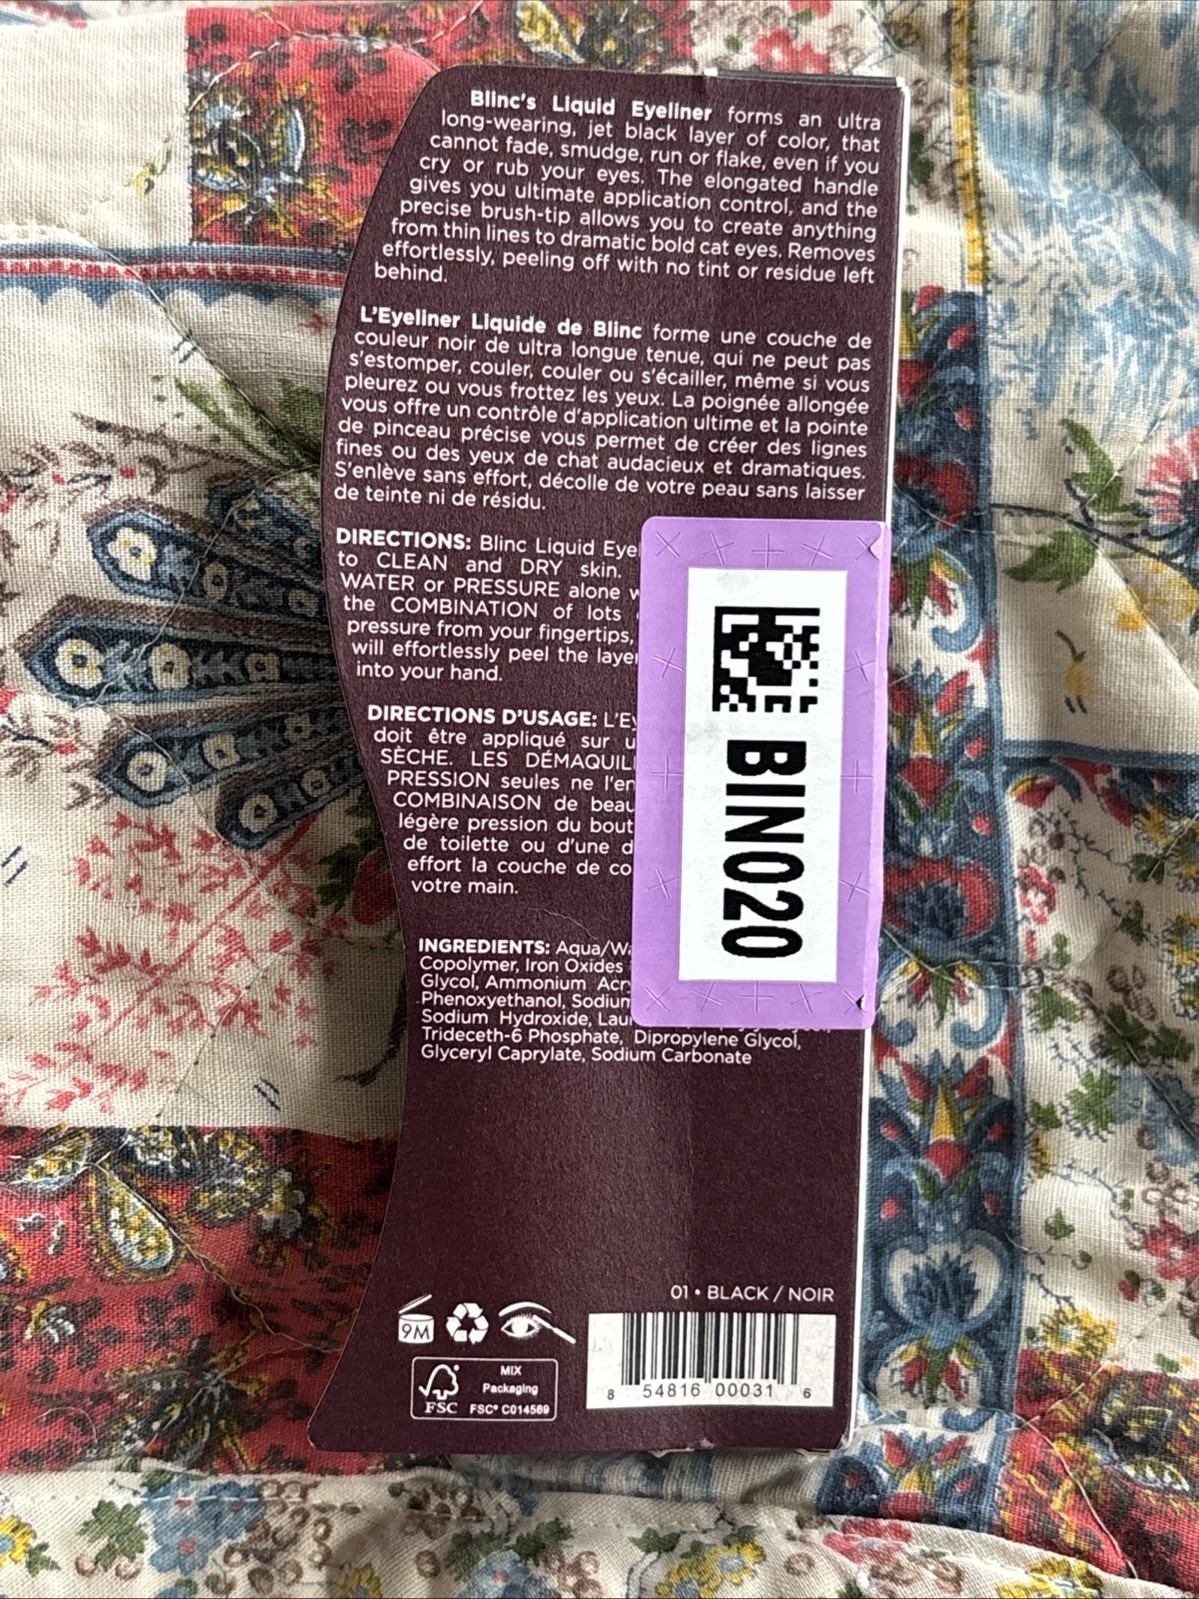 Blinc's Liquid Eyeliner forms an ultra
long-wearing, jet black layer of color, that
cannot fade, smudge, run or flake, even if you
cry or rub your eyes. The elongated handle
gives you ultimate application control, and the
precise brush-tip allows you to create anything
from thin lines to dramatic bold cat eyes. Removes
effortlessly, peeling off with no tint or residue left
behind.
L'Eyeliner Liquide de Blinc forme une couche de
couleur noir de ultra longue tenue, qui ne peut pas
s'estomper, couler, couler ou s'écailler, même si vous
pleurez ou vous frottez les yeux. La poignée allongée
vous offre un contrôle d'application ultime et la pointe
de pinceau précise vous permet de créer des lignes
fines ou des yeux de chat audacieux et dramatiques.
S'enlève sans effort, décolle de votre peau sans laisser
de teinte ni de résidu.
DIRECTIONS: Blinc Liquid Eyel
to CLEAN and DRY skin.
WATER or PRESSURE alone w
the COMBINATION of lots
pressure from your fingertips,
will effortlessly peel the layer
into your hand.
DIRECTIONS D'USAGE: L'Ey
doit être appliqué sur u
SÈCHE. LES DÉMAQUIL
PRESSION seules ne l'en
COMBINAISON de beau
légère pression du bout
de toilette ou d'une d
effort la couche de co
votre main.
INGREDIENTS: Aqua/Wa
Copolymer, Iron Oxides
Glycol, Ammonium Acry
Phenoxyethanol, Sodium
Sodium Hydroxide, Laur
Trideceth-6 Phosphate, Dipropylene Glycol,
Glyceryl Caprylate, Sodium Carbonate
BIN020
01 • BLACK / NOIR
9M
MIX
Packaging
FSC
FSC® C014569
8 54816 00031 6